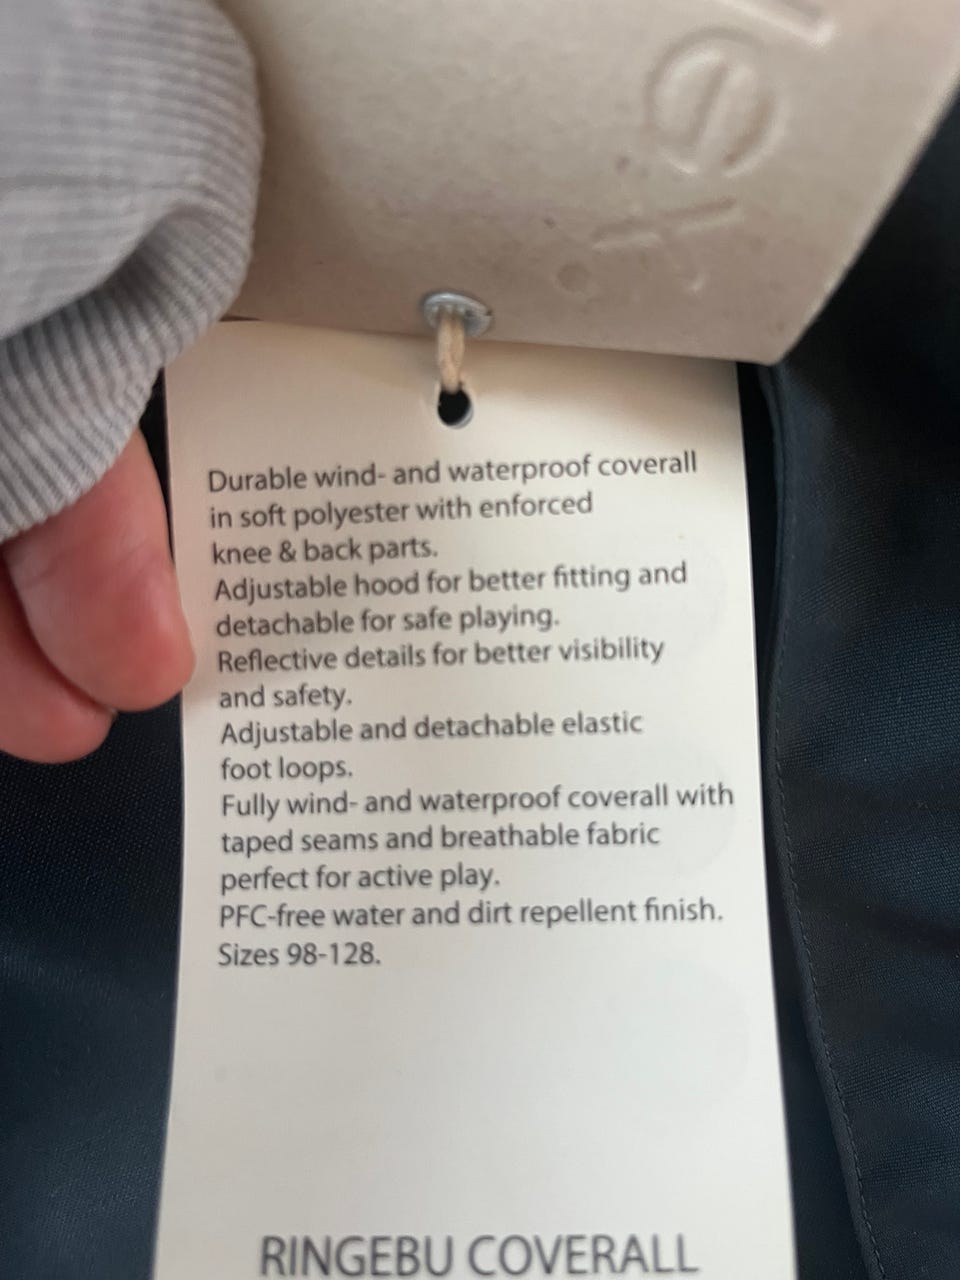 Durable wind- and waterproof coverall
in soft polyester with enforced
knee & back parts.
Adjustable hood for better fitting and
detachable for safe playing.
Reflective details for better visibility
and safety.
Adjustable and detachable elastic
foot loops.
Fully wind- and waterproof coverall with
taped seams and breathable fabric
perfect for active play.
PFC-free water and dirt repellent finish.
Sizes 98-128.
RINGEBU COVERALL